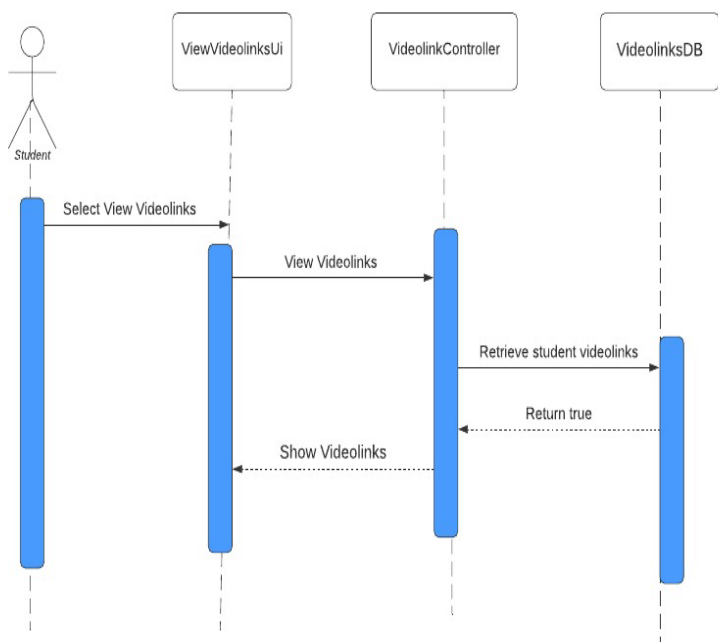 ViewVideolinksUi
VideolinkController
VideolinksDB
Student
Select View Videolinks
View Videolinks
Retrieve student videolinks
Return true
Show Videolinks